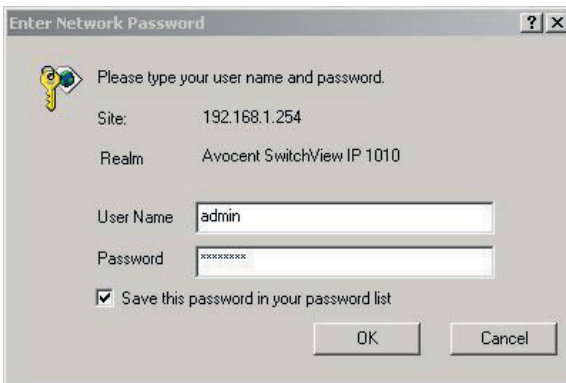 Enter Network Password
Please type your user name and password.
Site: 192.168.1.254
Realm Avocent SwitchView IP 1010
User Name admin
Password xxxxxxxx
Save this password in your password list
OK Cancel